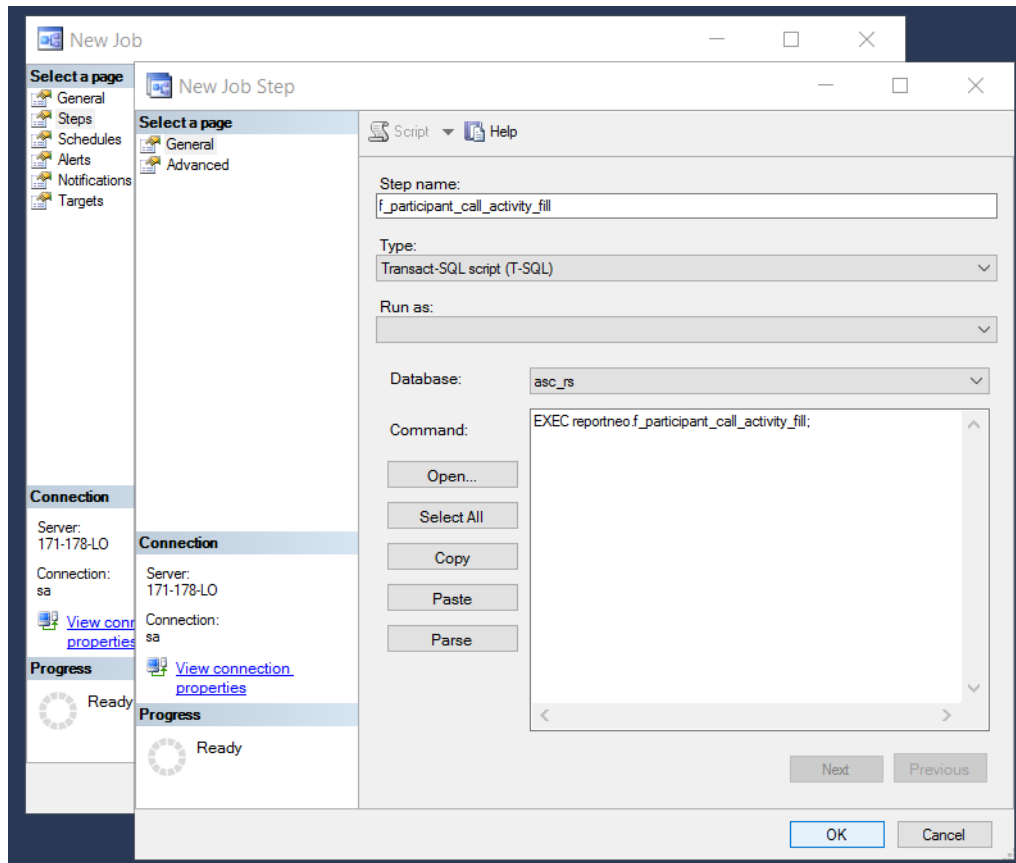 New Job
Select a page
General
Steps
Schedules
Alerts
Notifications
Targets
Connection
Server:
171-178-LO
Connection:
sa
View conr
properties
Progress
Ready
New Job Step
Select a page
General
Advanced
Connection
Server:
171-178-LO
Connection:
sa
View connection
properties
Progress
Ready
Script
Help
Step name:
f_participant_call_activity_fill
Type:
Transact-SQL script (T-SQL)
Run as:
Database:
asc_rs
Command:
EXEC reportneo.f_participant_call_activity_fill;
Open...
Select All
Copy
Paste
Parse
Next
Previous
OK
Cancel